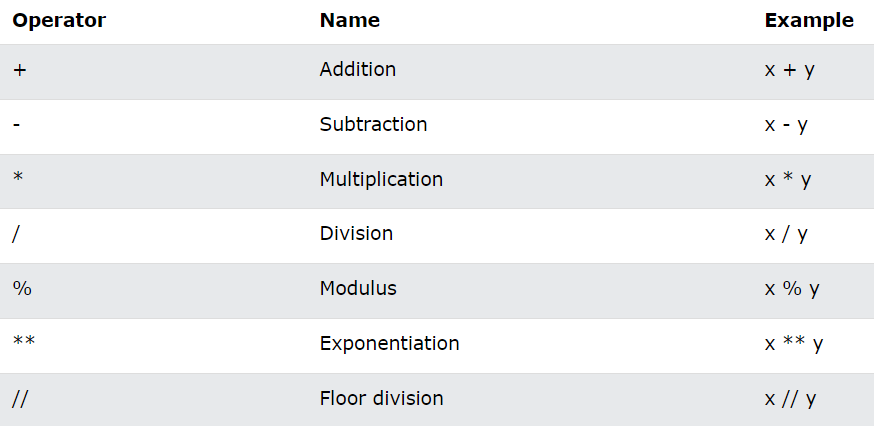 Operator Name Example
+ Addition x + y
- Subtraction x - y
* Multiplication x * y
/ Division x / y
% Modulus x % y
** Exponentiation x ** y
// Floor division x // y